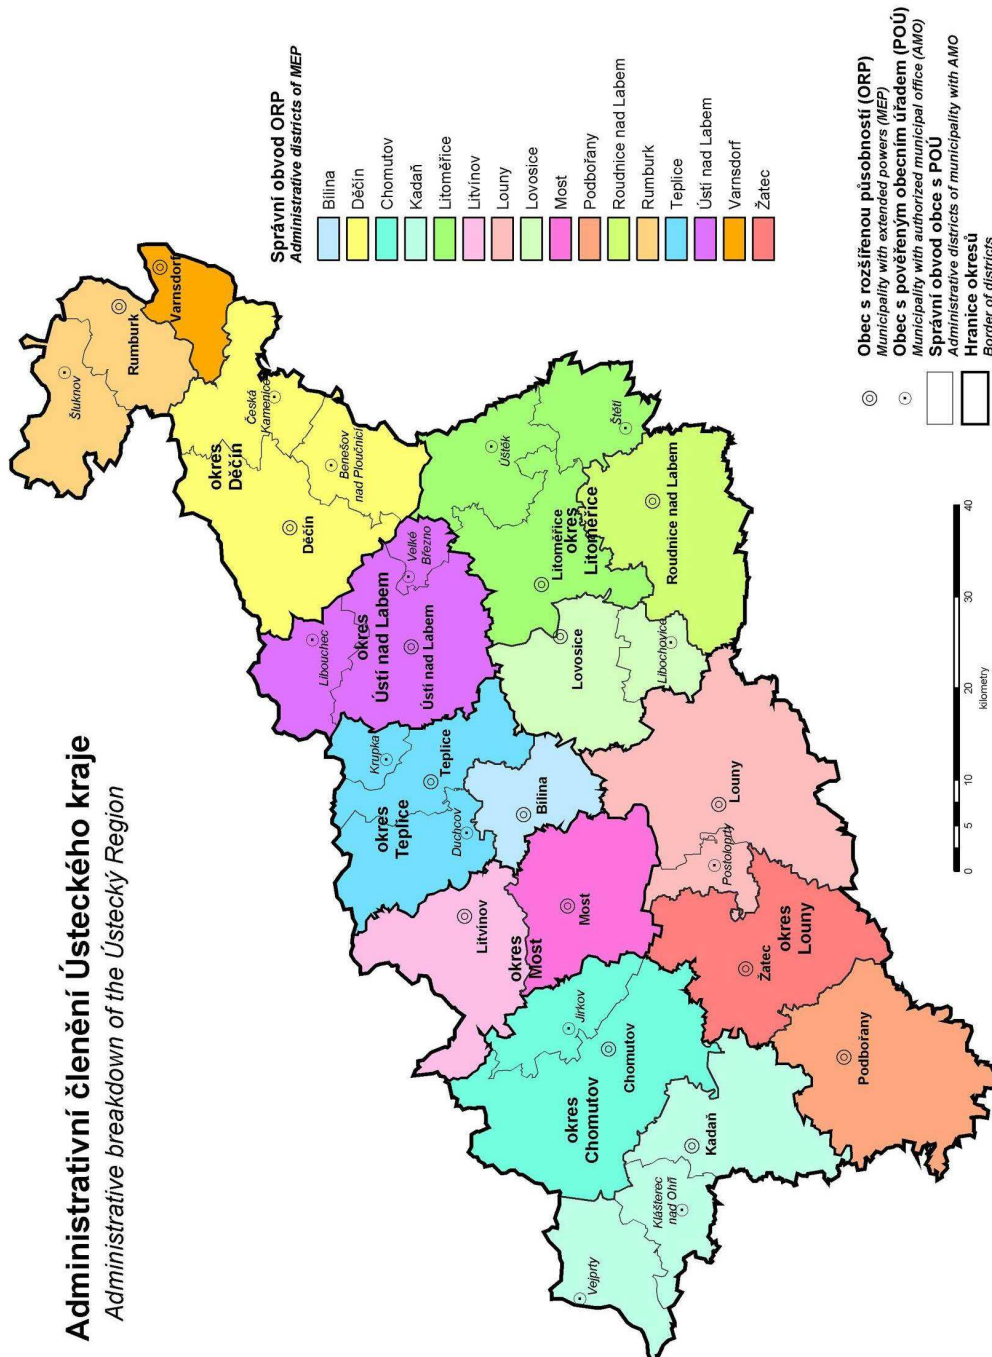 Administrativní členění Ústeckého kraje
Administrative breakdown of the Ústecký Region
Správní obvod ORP
Administrative districts of MEP
Bílina
Děčín
Chomutov
Kadaň
Litoměřice
Litvínov
Louny
Lovosice
Most
Podbořany
Roudnice nad Labem
Rumburk
Teplice
Ústí nad Labem
Varnsdorf
Žatec
Šluknov
Rumburk
Varnsdorf
okres
Děčín
Česká
Kamenice
Benešov
nad Ploučnicí
Děčín
Libouchec
okres
Ústí nad Labem
Velké
Březno
Ústí nad Labem
Krupka
okres
Teplice
Teplice
Duchcov
Bílina
Úštěk
Štětí
Litoměřice
okres
Litoměřice
Roudnice nad Labem
Lovosice
Libochovice
Litvínov
okres
Most
Most
Louny
Postoloprty
okres
Louny
Žatec
Podbořany
Jirkov
okres
Chomutov
Chomutov
Kadaň
Klášterec
nad Ohří
Vejprty
0 5 10 20 30 40
kilometry
Obec s rozšířenou působností (ORP)
Municipality with extended powers (MEP)
Obec s pověřeným obecním úřadem (POÚ)
Municipality with authorized municipal office (AMO)
Správní obvod obce s POÚ
Administrative districts of municipality with AMO
Hranice okresů
Border of districts